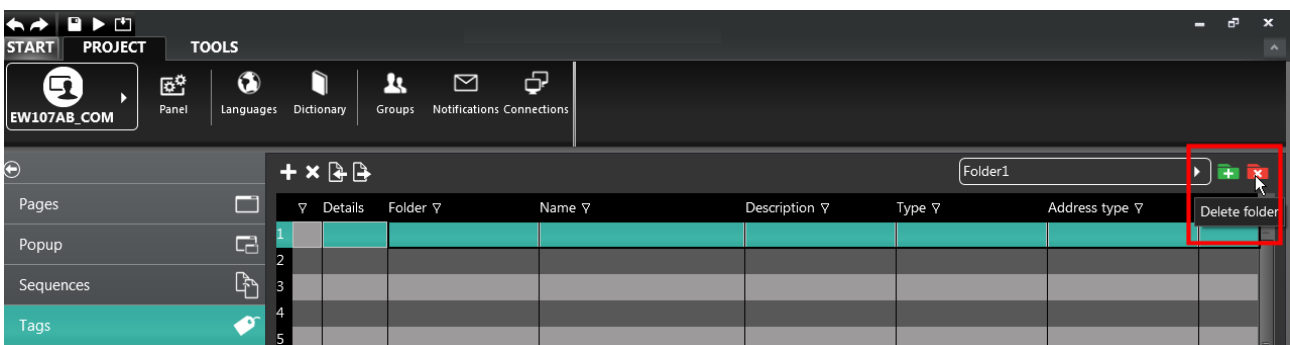 START PROJECT TOOLS
EW107AB_COM
Panel
Languages
Dictionary
Groups
Notifications
Connections
Folder1
Pages
Popup
Sequences
Tags
Details Folder Name Description Type Address type
Delete folder
1
2
3
4
5